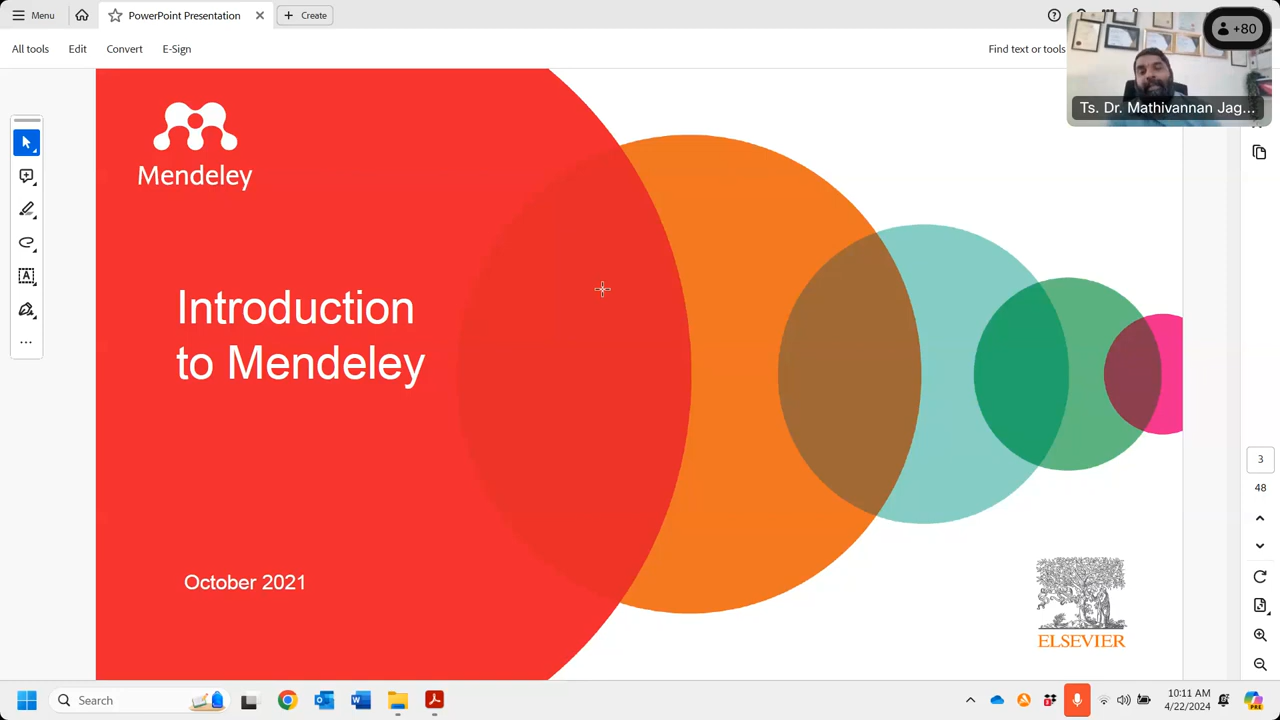 Menu
PowerPoint Presentation
Create
+80
All tools
Edit
Convert
E-Sign
Find text or tools
Ts. Dr. Mathivannan Jag...
Mendeley
Introduction
to Mendeley
October 2021
ELSEVIER
3
48
Search
10:11 AM
4/22/2024
PRE